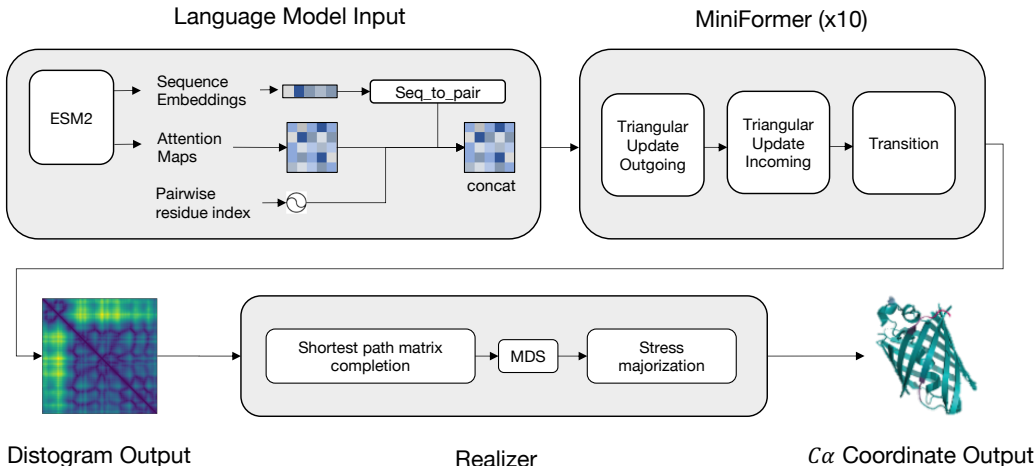 Language Model Input
MiniFormer (x10)
ESM2
Sequence
Embeddings
Seq_to_pair
Attention
Maps
concat
Pairwise
residue index
Triangular
Update
Outgoing
Triangular
Update
Incoming
Transition
Shortest path matrix
completion
MDS
Stress
majorization
Distogram Output
Realizer
Cα Coordinate Output